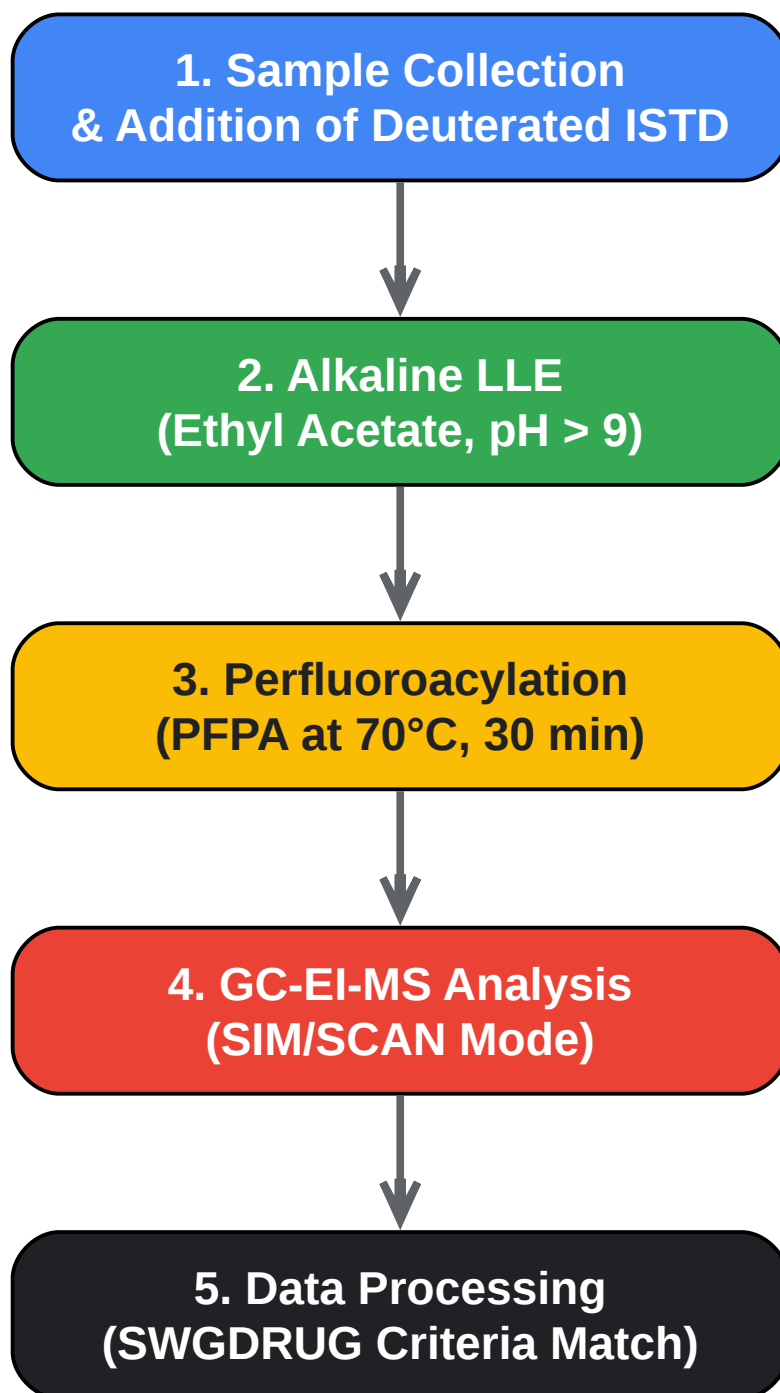 1. Sample Collection
& Addition of Deuterated ISTD
2. Alkaline LLE
(Ethyl Acetate, pH > 9)
3. Perfluoroacylation
(PFPA at 70°C, 30 min)
4. GC-EI-MS Analysis
(SIM/SCAN Mode)
5. Data Processing
(SWGDRUG Criteria Match)